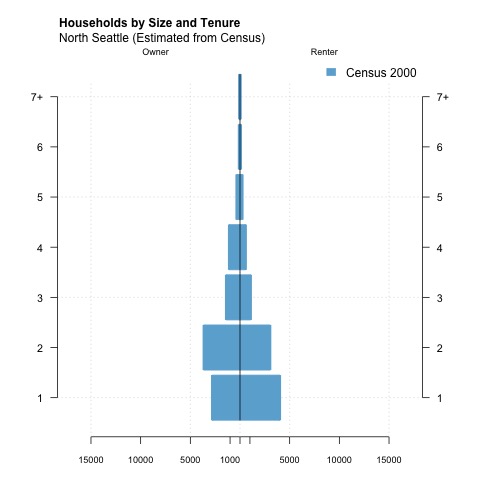 Households by Size and Tenure
North Seattle (Estimated from Census)
Owner Renter
Census 2000
7+ 7+
6 6
5 5
4 4
3 3
2 2
1 1
15000 10000 5000 1000 5000 10000 15000